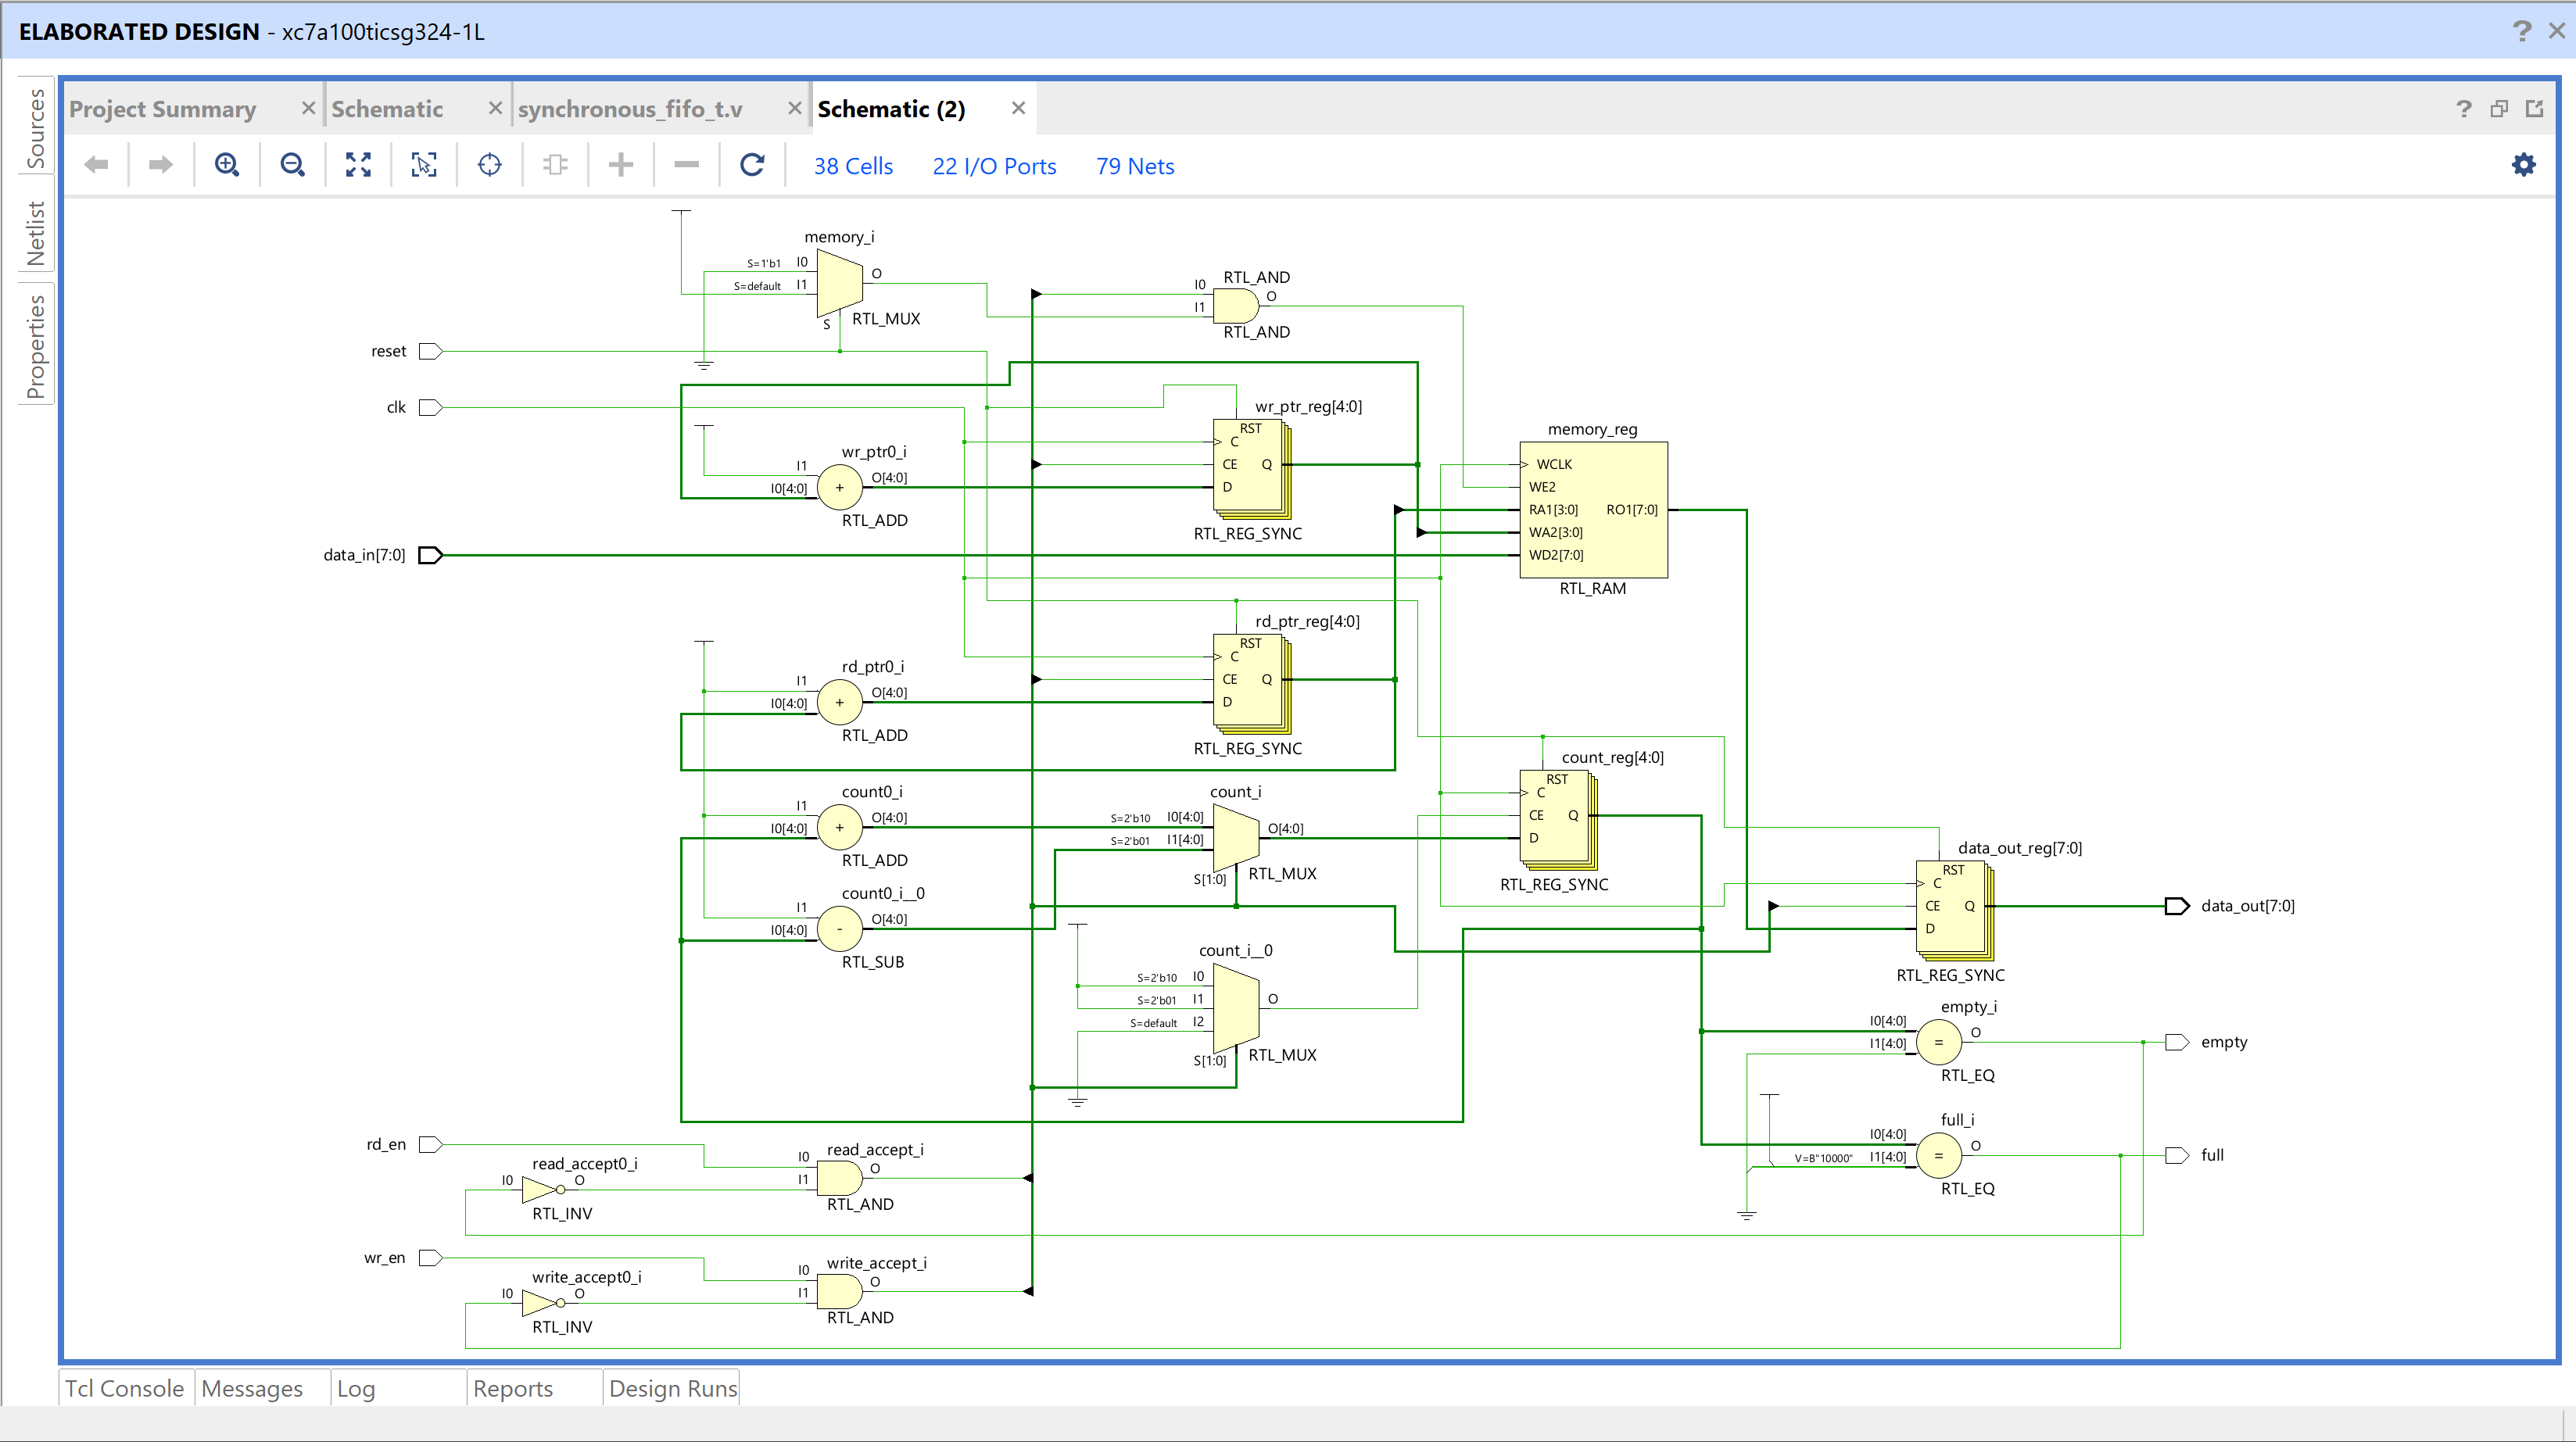 ELABORATED DESIGN - xc7a100ticsg324-1L
Sources
Netlist
Properties
Project Summary
Schematic
synchronous_fifo_t.v
Schematic (2)
38 Cells 22 I/O Ports 79 Nets
memory_i
S=1'b1 I0
S=default I1
O
S
RTL_MUX
RTL_AND
I0
I1
O
RTL_AND
reset
clk
wr_ptr0_i
I1
I0[4:0]
+
O[4:0]
RTL_ADD
wr_ptr_reg[4:0]
RST
C
CE Q
D
RTL_REG_SYNC
memory_reg
WCLK
WE2
RA1[3:0] RO1[7:0]
WA2[3:0]
WD2[7:0]
RTL_RAM
data_in[7:0]
rd_ptr0_i
I1
I0[4:0]
+
O[4:0]
RTL_ADD
rd_ptr_reg[4:0]
RST
C
CE Q
D
RTL_REG_SYNC
count0_i
I1
I0[4:0]
+
O[4:0]
RTL_ADD
count_i
S=2'b10 I0[4:0]
S=2'b01 I1[4:0]
O[4:0]
S[1:0]
RTL_MUX
count_reg[4:0]
RST
C
CE Q
D
RTL_REG_SYNC
count0_i__0
I1
I0[4:0]
-
O[4:0]
RTL_SUB
count_i__0
S=2'b10 I0
S=2'b01 I1
S=default I2
O
S[1:0]
RTL_MUX
data_out_reg[7:0]
RST
C
CE Q
D
RTL_REG_SYNC
data_out[7:0]
empty_i
I0[4:0]
I1[4:0]
=
O
RTL_EQ
empty
full_i
I0[4:0]
V=B"10000" I1[4:0]
=
O
RTL_EQ
full
rd_en
read_accept0_i
I0
O
RTL_INV
read_accept_i
I0
I1
O
RTL_AND
wr_en
write_accept0_i
I0
O
RTL_INV
write_accept_i
I0
I1
O
RTL_AND
Tcl Console
Messages
Log
Reports
Design Runs